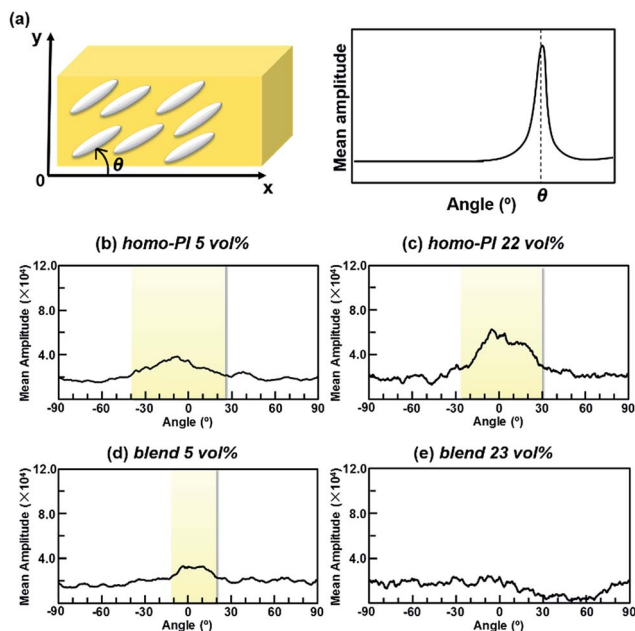 (a)
y
θ
0
x
Mean amplitude
θ
Angle (º)
(b) homo-PI 5 vol%
Mean Amplitude (×10⁴)
12.0
8.0
4.0
-90 -60 -30 0 30 60 90
Angle (º)
(c) homo-PI 22 vol%
Mean Amplitude (×10⁴)
12.0
8.0
4.0
-90 -60 -30 0 30 60 90
Angle (º)
(d) blend 5 vol%
Mean Amplitude (×10⁴)
12.0
8.0
4.0
-90 -60 -30 0 30 60 90
Angle (º)
(e) blend 23 vol%
Mean Amplitude (×10⁴)
12.0
8.0
4.0
-90 -60 -30 0 30 60 90
Angle (º)